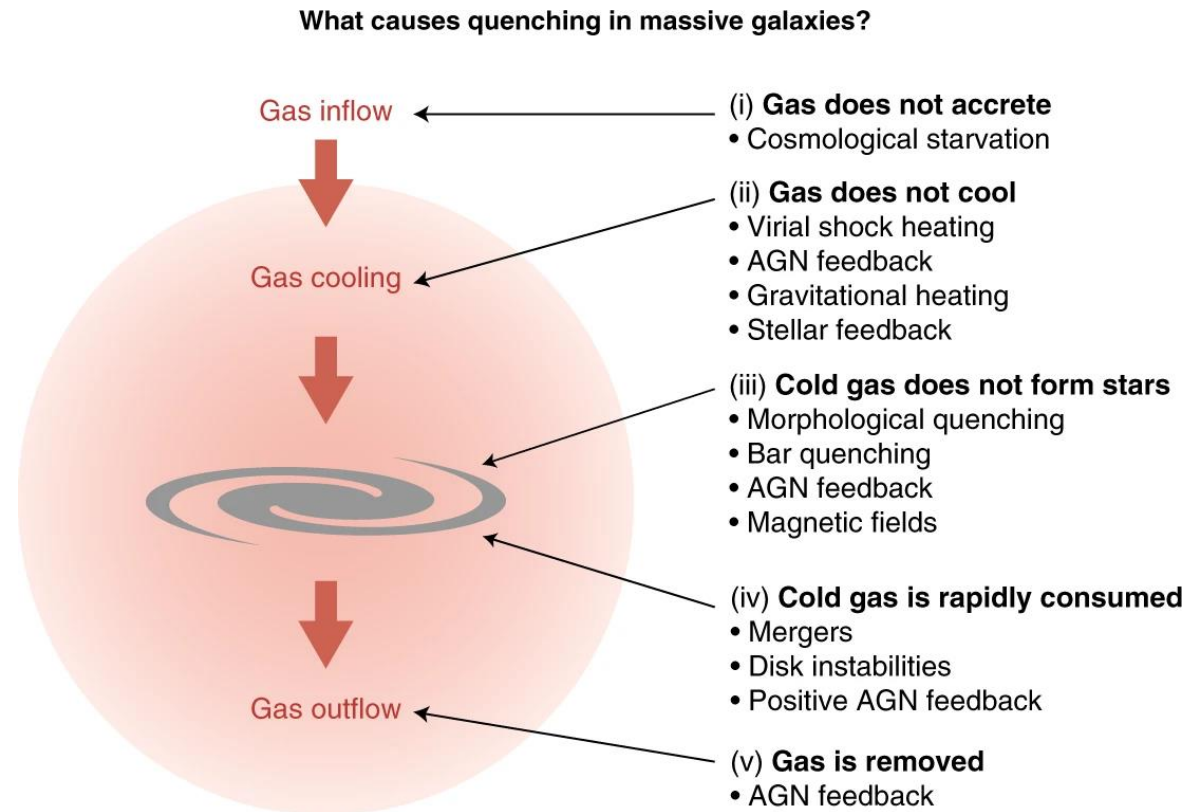 What causes quenching in massive galaxies?
Gas inflow
Gas cooling
Gas outflow
(i) Gas does not accrete
• Cosmological starvation
(ii) Gas does not cool
• Virial shock heating
• AGN feedback
• Gravitational heating
• Stellar feedback
(iii) Cold gas does not form stars
• Morphological quenching
• Bar quenching
• AGN feedback
• Magnetic fields
(iv) Cold gas is rapidly consumed
• Mergers
• Disk instabilities
• Positive AGN feedback
(v) Gas is removed
• AGN feedback